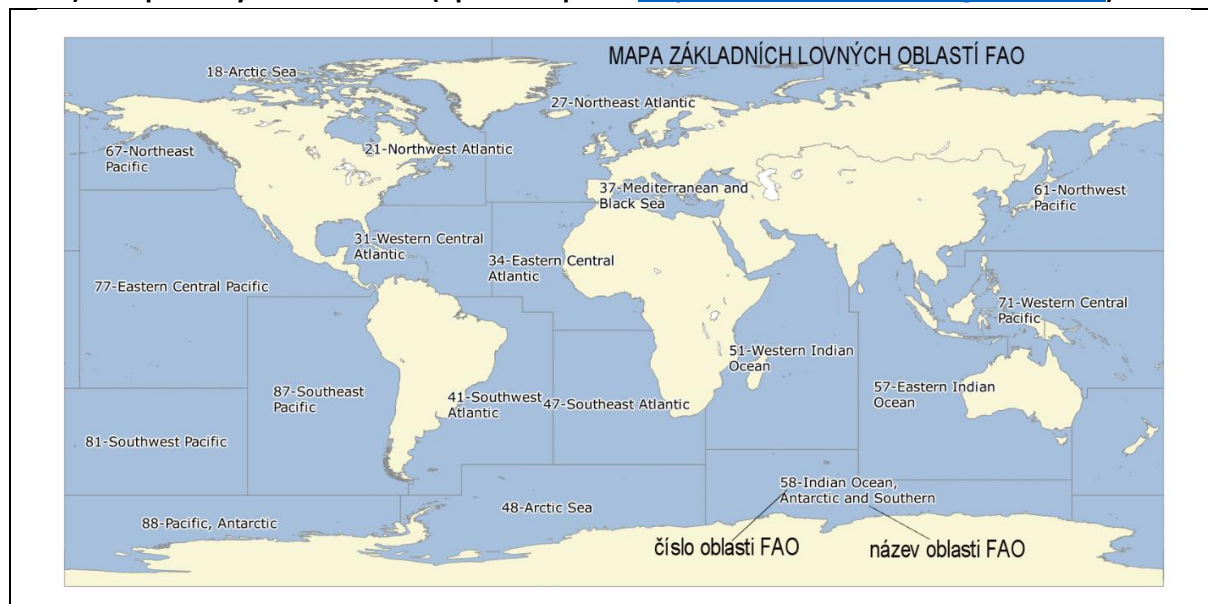 MAPA ZÁKLADNÍCH LOVNÝCH OBLASTÍ FAO
18-Arctic Sea
27-Northeast Atlantic
67-Northeast
Pacific
21-Northwest Atlantic
37-Mediterranean and
Black Sea
61-Northwest
Pacific
31-Western Central
Atlantic
34-Eastern Central
Atlantic
77-Eastern Central Pacific
71-Western Central
Pacific
51-Western Indian
Ocean
87-Southeast
Pacific
41-Southwest
Atlantic
47-Southeast Atlantic
57-Eastern Indian
Ocean
81-Southwest Pacific
58-Indian Ocean,
Antarctic and Southern
48-Arctic Sea
88-Pacific, Antarctic
číslo oblasti FAO
název oblasti FAO